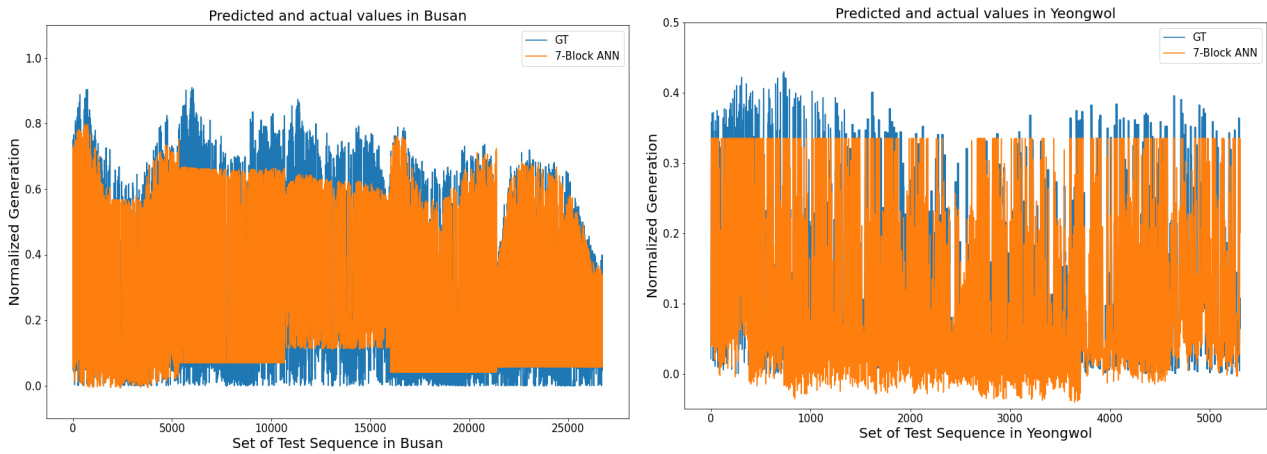 Predicted and actual values in Busan
GT
7-Block ANN
1.0
0.8
0.6
0.4
0.2
0.0
Normalized Generation
0
5000
10000
15000
20000
25000
Set of Test Sequence in Busan
Predicted and actual values in Yeongwol
GT
7-Block ANN
0.5
0.4
0.3
0.2
0.1
0.0
Normalized Generation
0
1000
2000
3000
4000
5000
Set of Test Sequence in Yeongwol